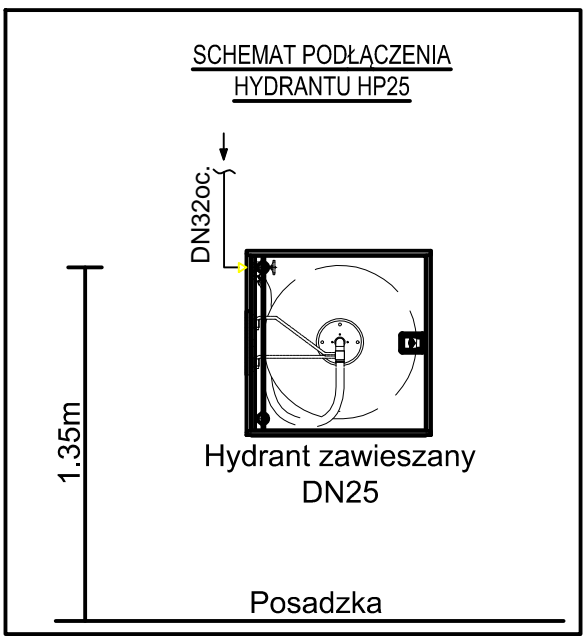 SCHEMAT PODŁĄCZENIA
HYDRANTU HP25
DN32oc.
1.35m
Hydrant zawieszany
DN25
Posadzka